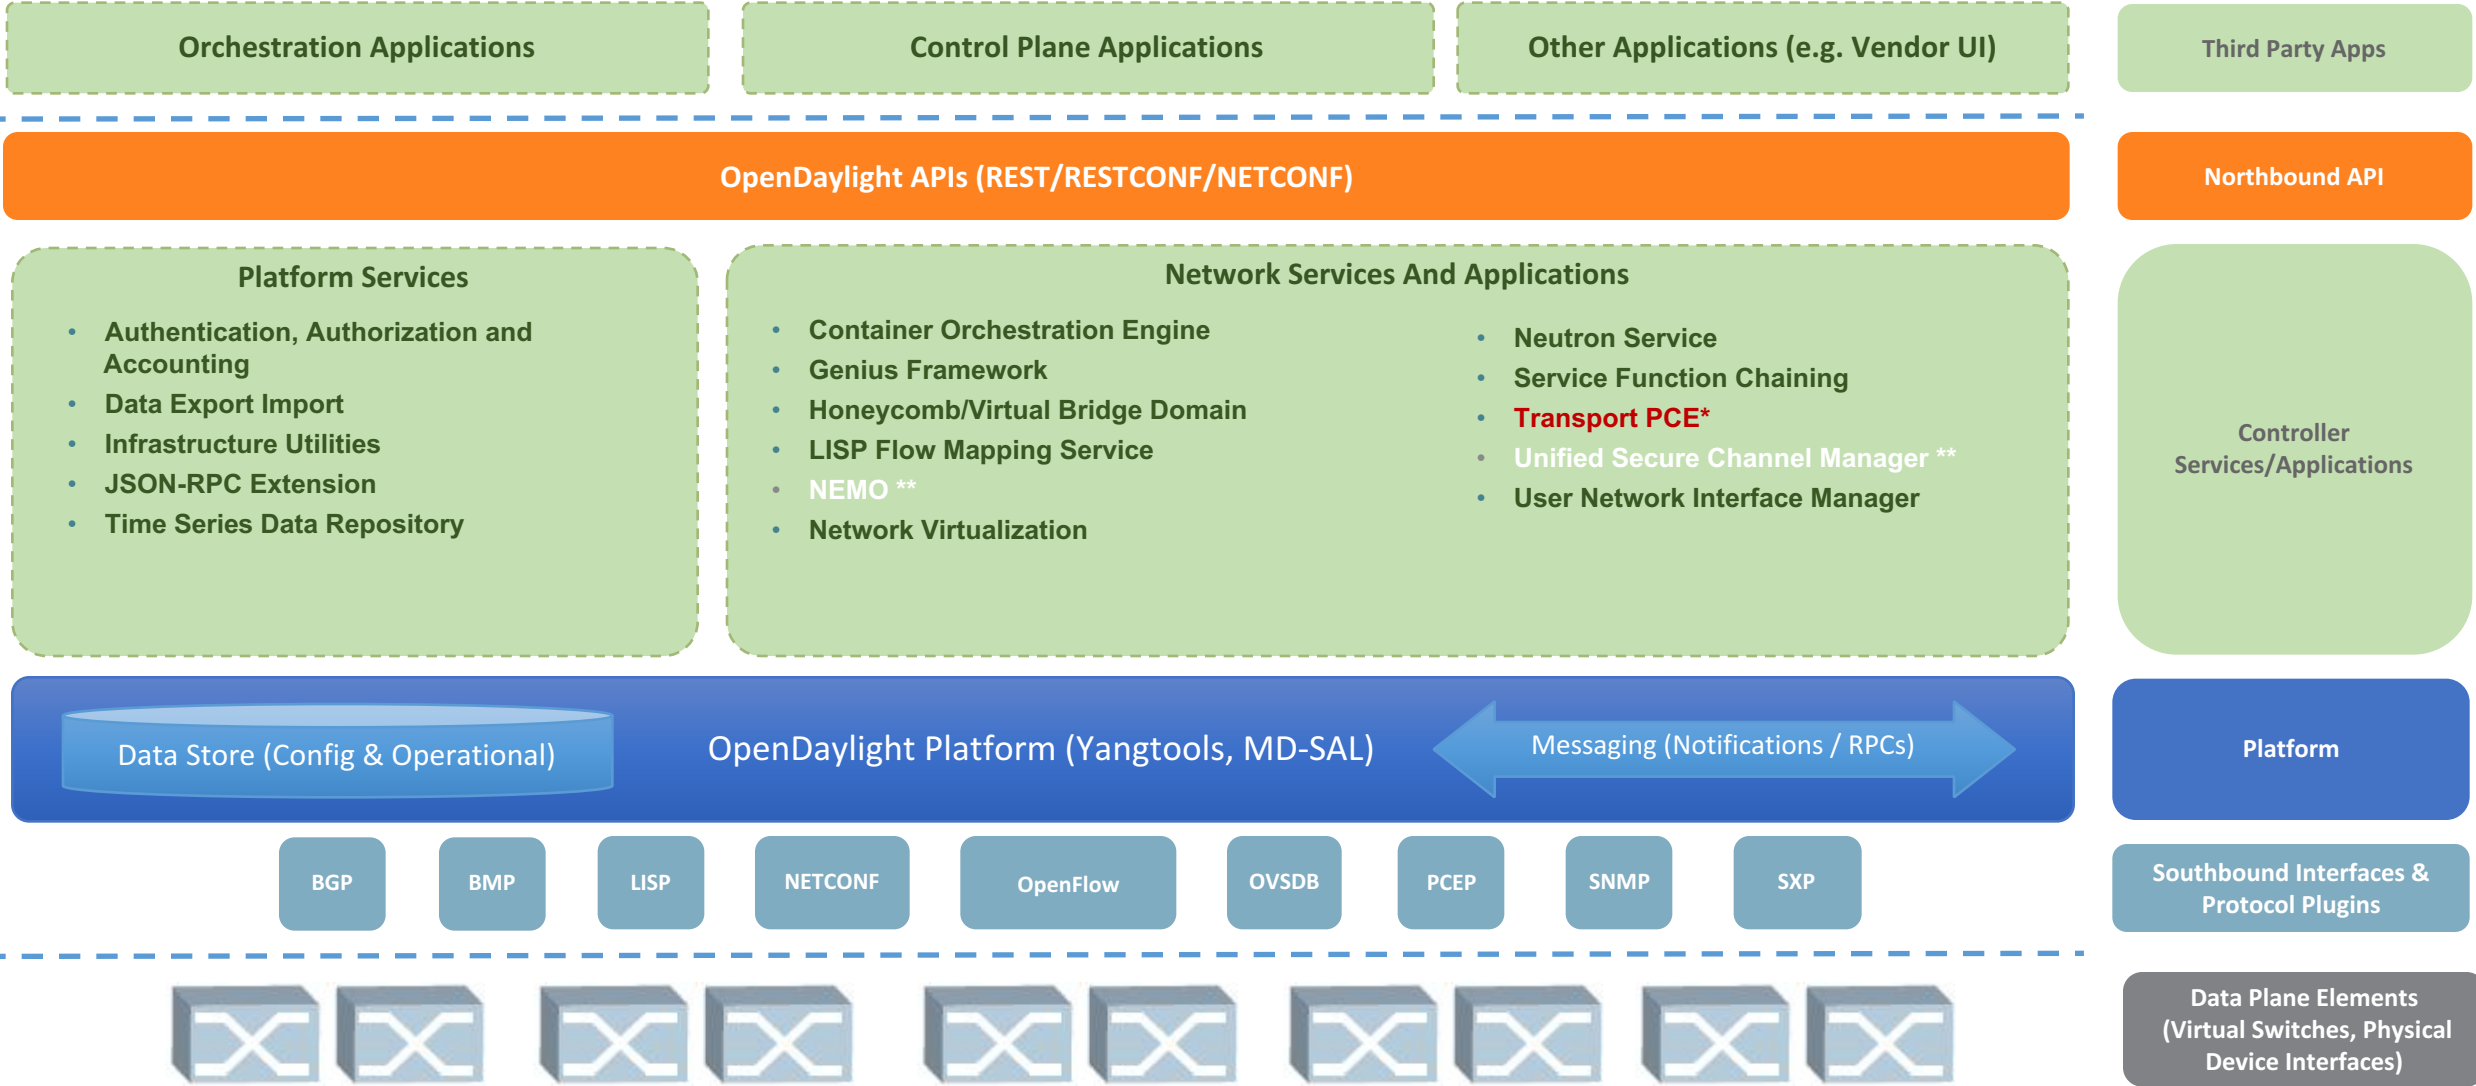 Orchestration Applications
Control Plane Applications
Other Applications (e.g. Vendor UI)
Third Party Apps
OpenDaylight APIs (REST/RESTCONF/NETCONF)
Northbound API
Platform Services
• Authentication, Authorization and
Accounting
• Data Export Import
• Infrastructure Utilities
• JSON-RPC Extension
• Time Series Data Repository
Network Services And Applications
• Container Orchestration Engine
• Genius Framework
• Honeycomb/Virtual Bridge Domain
• LISP Flow Mapping Service
• NEMO **
• Network Virtualization
• Neutron Service
• Service Function Chaining
• Transport PCE*
• Unified Secure Channel Manager **
• User Network Interface Manager
Controller
Services/Applications
Data Store (Config & Operational)
OpenDaylight Platform (Yangtools, MD-SAL)
Messaging (Notifications / RPCs)
Platform
BGP
BMP
LISP
NETCONF
OpenFlow
OVSDB
PCEP
SNMP
SXP
Southbound Interfaces &
Protocol Plugins
Data Plane Elements
(Virtual Switches, Physical
Device Interfaces)